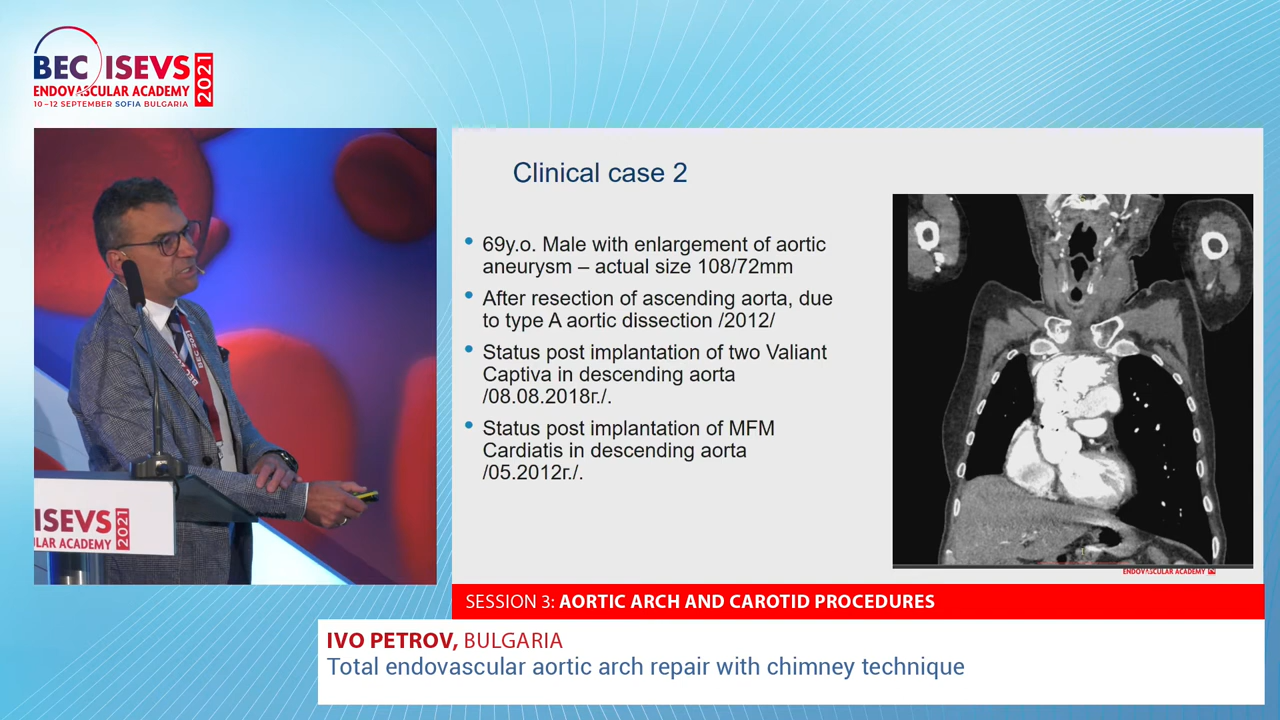 BEC ISEVS 2021
ENDOVASCULAR ACADEMY
10–12 SEPTEMBER SOFIA BULGARIA
BEC 2021
ISEVS 2021
ULAR ACADEMY
Clinical case 2
• 69y.o. Male with enlargement of aortic
aneurysm – actual size 108/72mm
• After resection of ascending aorta, due
to type A aortic dissection /2012/
• Status post implantation of two Valiant
Captiva in descending aorta
/08.08.2018г./.
• Status post implantation of MFM
Cardiatis in descending aorta
/05.2012г./.
ENDOVASCULAR ACADEMY
SESSION 3: AORTIC ARCH AND CAROTID PROCEDURES
IVO PETROV, BULGARIA
Total endovascular aortic arch repair with chimney technique